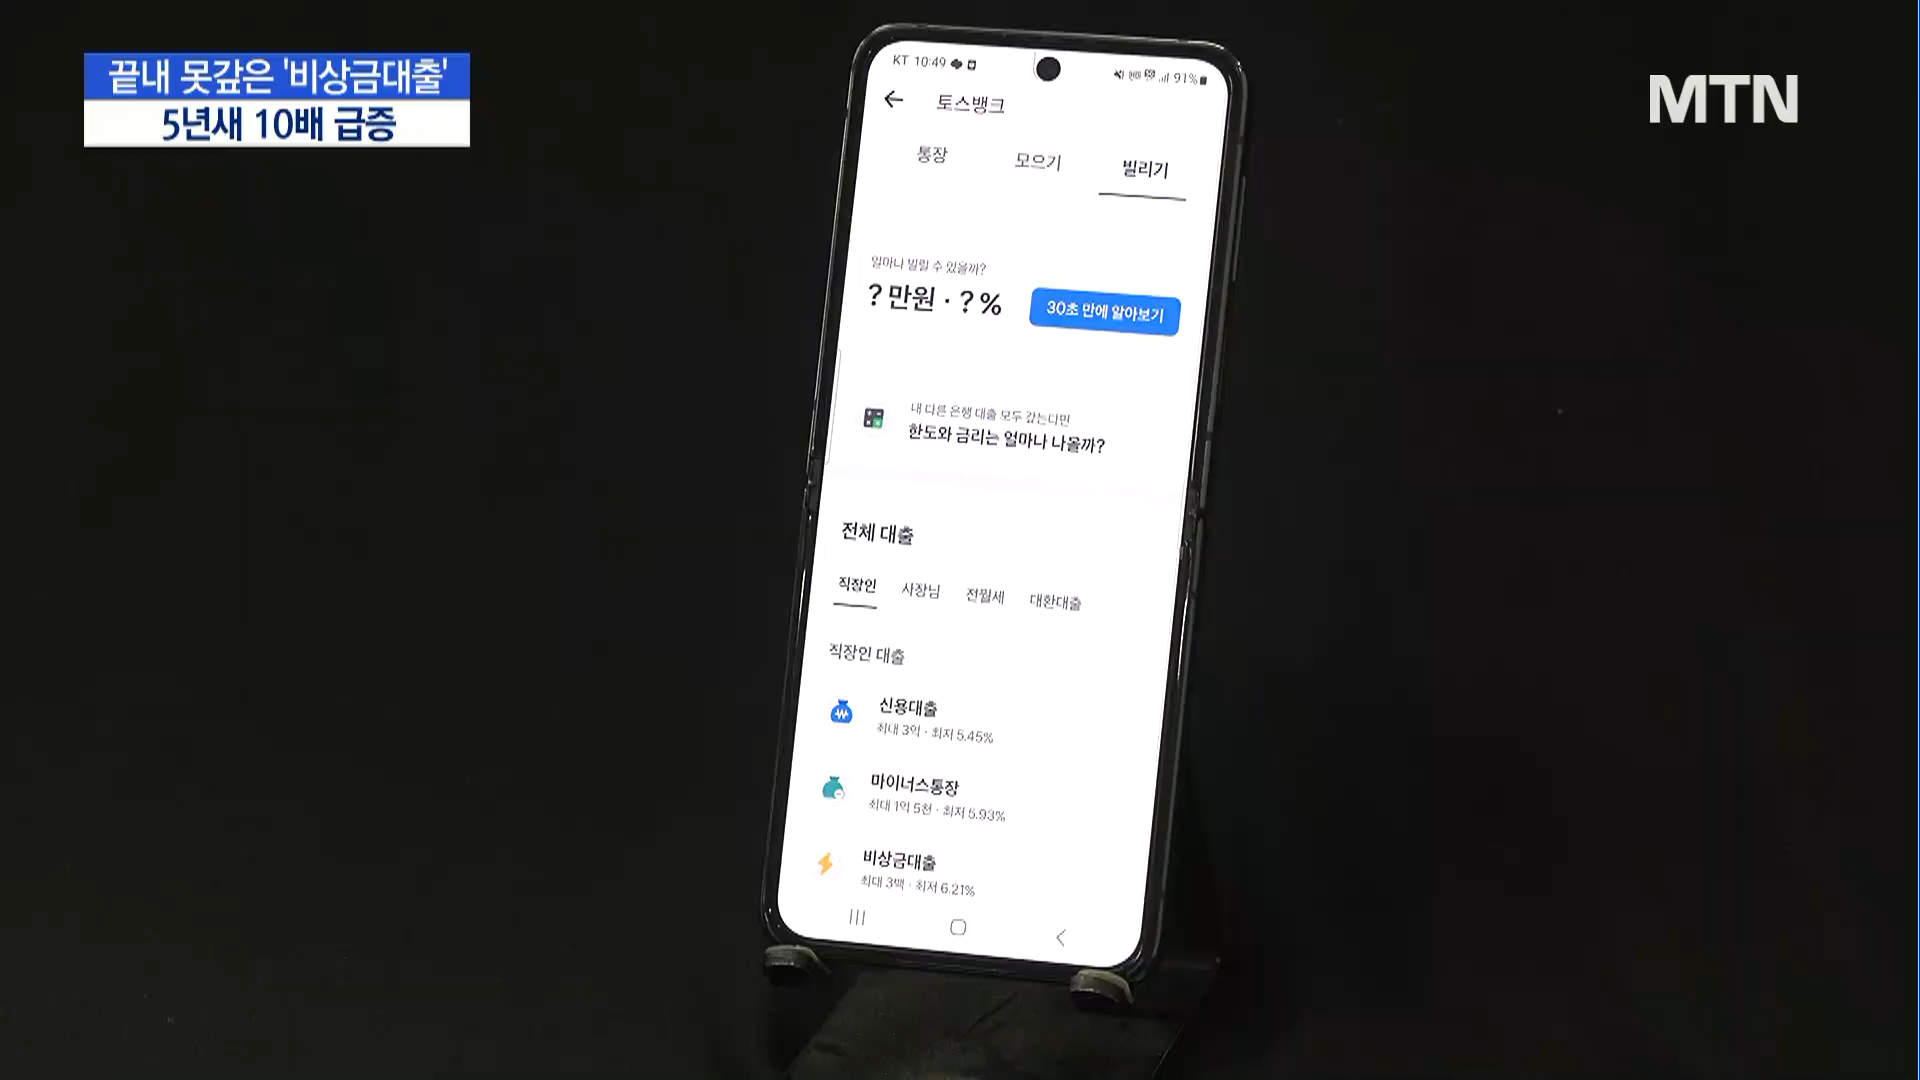 끝내 못갚은 '비상금대출'
5년새 10배 급증
MTN
KT 10:49
91%
토스뱅크
통장 모으기 빌리기
얼마나 빌릴 수 있을까?
?만원 · ?%
30초 만에 알아보기
내 다른 은행 대출 모두 갚는다면
한도와 금리는 얼마나 나올까?
전체 대출
직장인 사장님 전월세 대환대출
직장인 대출
신용대출
최대 3억 · 최저 5.45%
마이너스통장
최대 1억 5천 · 최저 5.93%
비상금대출
최대 3백 · 최저 6.21%